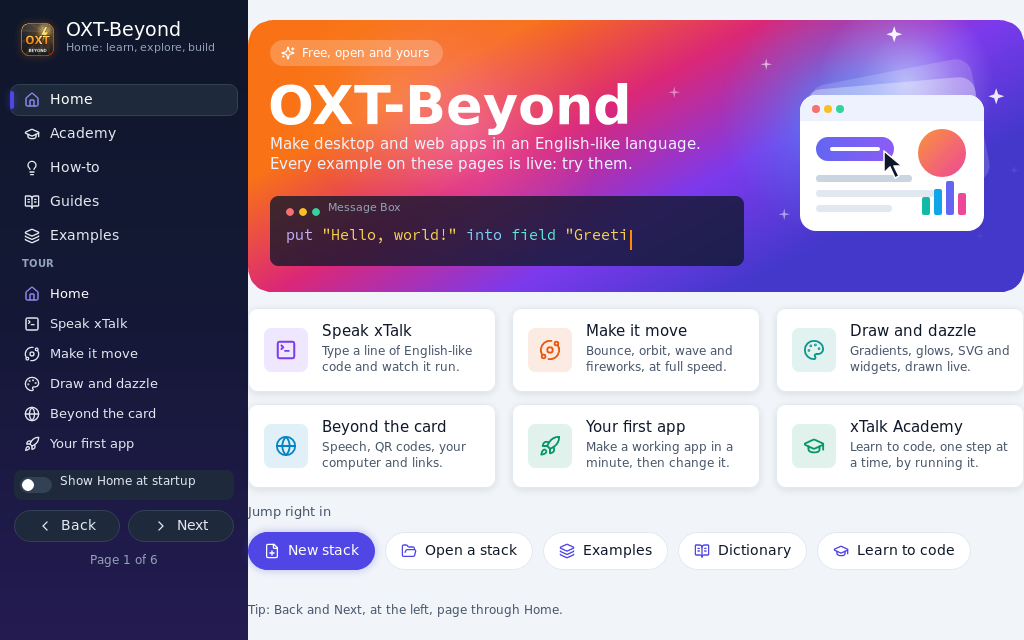 OXT
BEYOND
OXT-Beyond
Home: learn, explore, build
Home
Academy
How-to
Guides
Examples
TOUR
Home
Speak xTalk
Make it move
Draw and dazzle
Beyond the card
Your first app
Show Home at startup
Back
Next
Page 1 of 6
Free, open and yours
OXT-Beyond
Make desktop and web apps in an English-like language.
Every example on these pages is live: try them.
Message Box
put "Hello, world!" into field "Greeti
Speak xTalk
Type a line of English-like
code and watch it run.
Make it move
Bounce, orbit, wave and
fireworks, at full speed.
Draw and dazzle
Gradients, glows, SVG and
widgets, drawn live.
Beyond the card
Speech, QR codes, your
computer and links.
Your first app
Make a working app in a
minute, then change it.
xTalk Academy
Learn to code, one step at
a time, by running it.
Jump right in
New stack
Open a stack
Examples
Dictionary
Learn to code
Tip: Back and Next, at the left, page through Home.